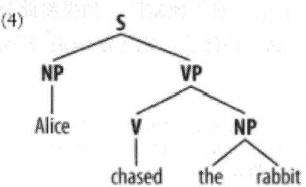 (4)
S
NP VP
Alice V NP
chased the rabbit